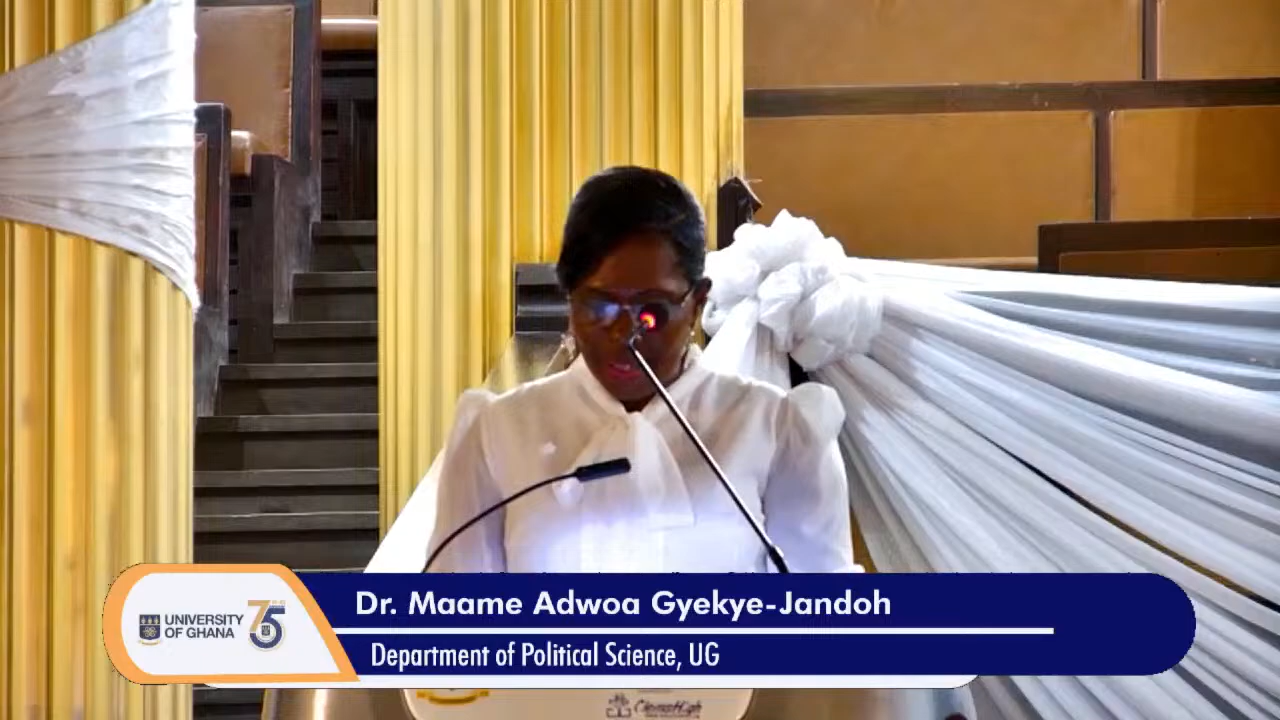 UNIVERSITY
OF GHANA
75
Dr. Maame Adwoa Gyekye-Jandoh
Department of Political Science, UG